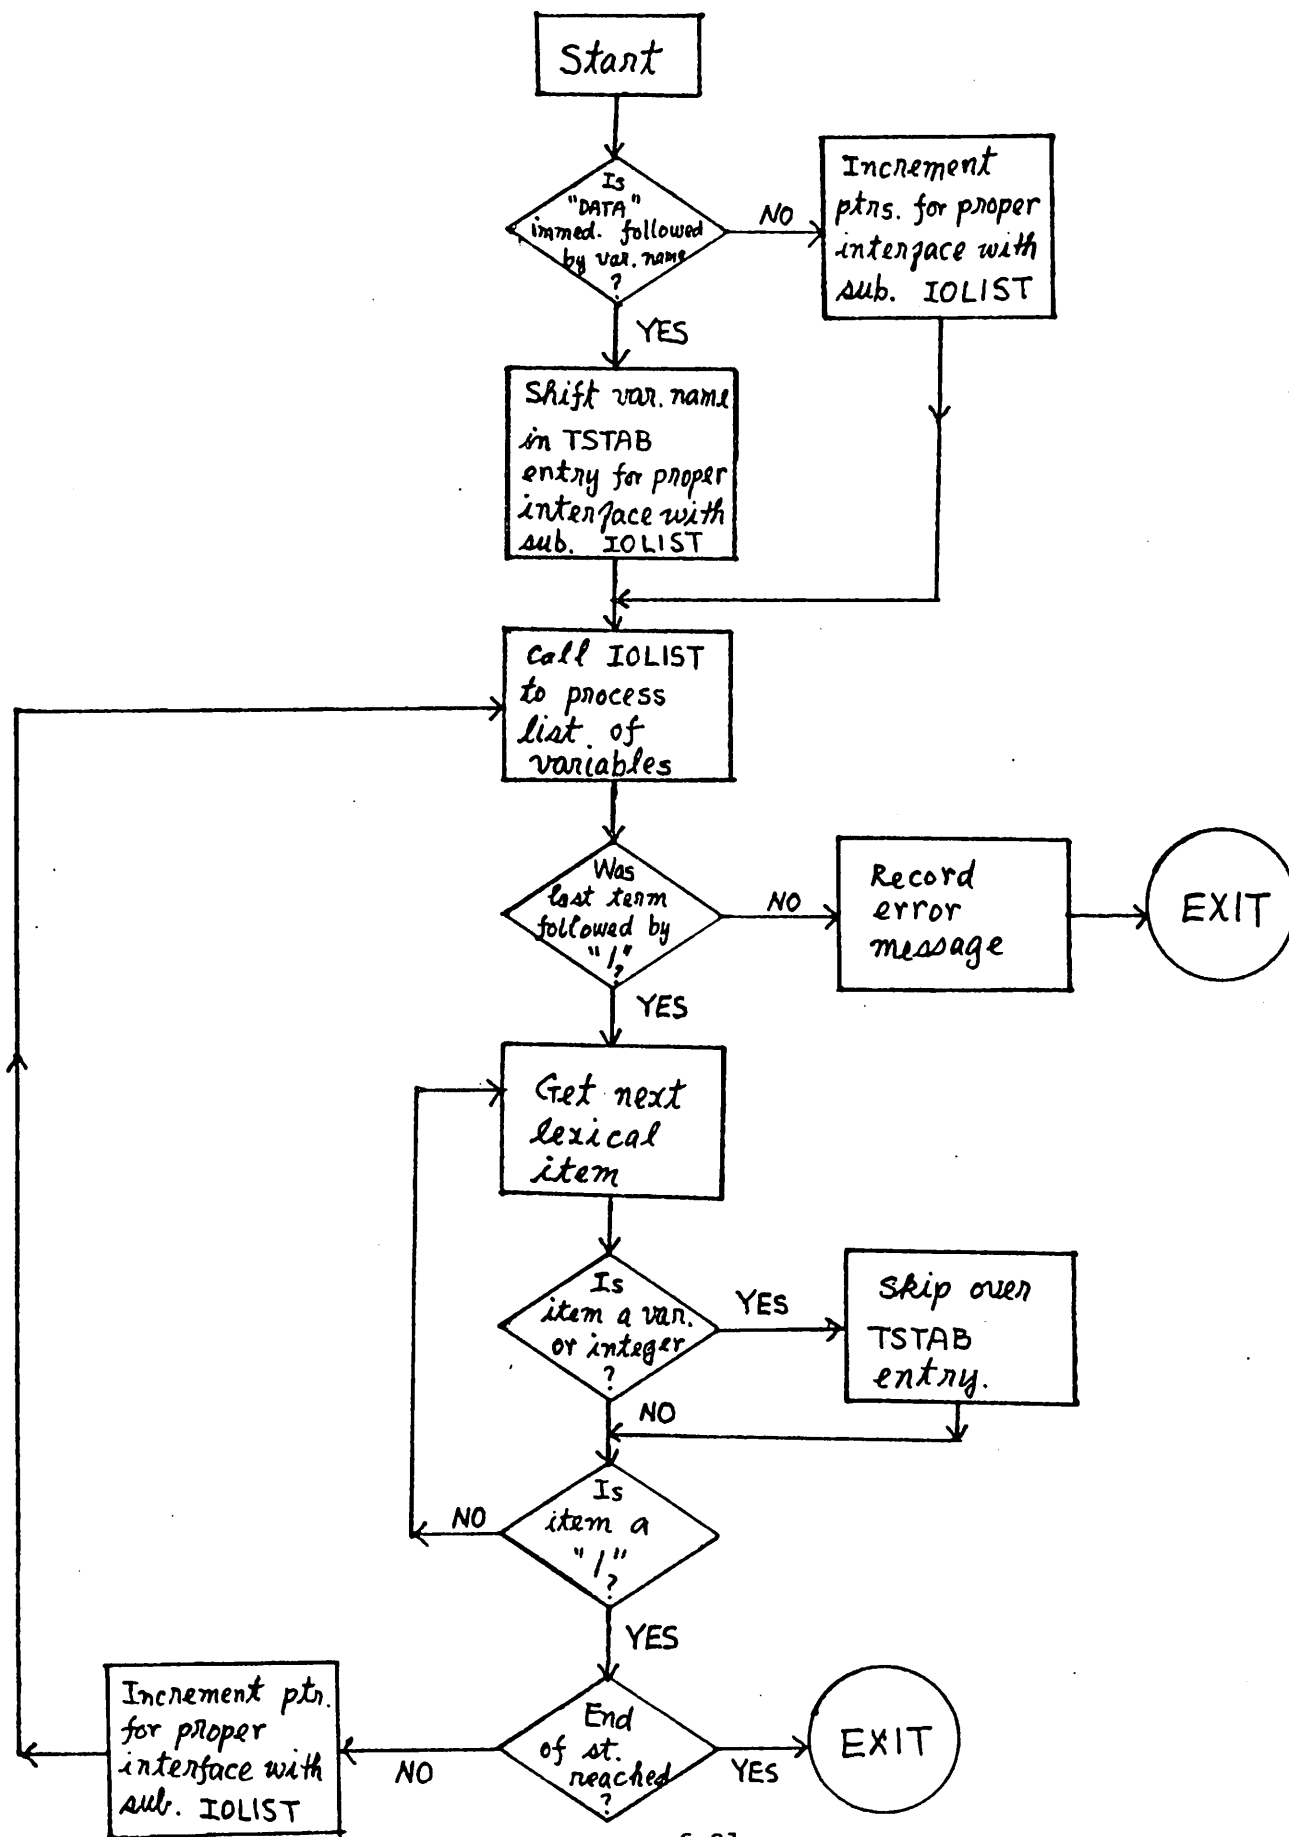 Start
Is
"DATA"
immed. followed
by var. name
?
NO
Increment
ptrs. for proper
interface with
sub. IOLIST
YES
Shift var. name
in TSTAB
entry for proper
interface with
sub. IOLIST
Call IOLIST
to process
list of
variables
Was
last term
followed by
"/"
?
NO
Record
error
message
EXIT
YES
Get next
lexical
item
Is
item a var.
or integer
?
YES
Skip over
TSTAB
entry.
NO
Is
item a
"/"
?
NO
YES
End
of st.
reached
?
YES
EXIT
NO
Increment ptr.
for proper
interface with
sub. IOLIST